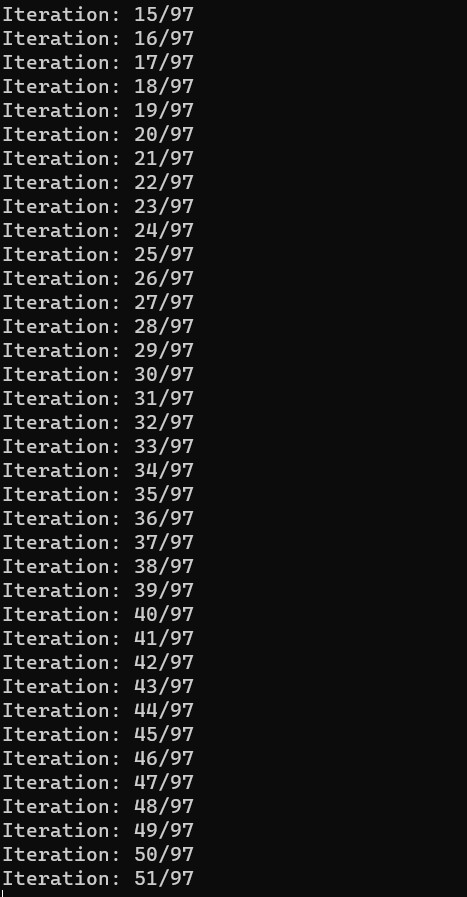 Iteration: 15/97
Iteration: 16/97
Iteration: 17/97
Iteration: 18/97
Iteration: 19/97
Iteration: 20/97
Iteration: 21/97
Iteration: 22/97
Iteration: 23/97
Iteration: 24/97
Iteration: 25/97
Iteration: 26/97
Iteration: 27/97
Iteration: 28/97
Iteration: 29/97
Iteration: 30/97
Iteration: 31/97
Iteration: 32/97
Iteration: 33/97
Iteration: 34/97
Iteration: 35/97
Iteration: 36/97
Iteration: 37/97
Iteration: 38/97
Iteration: 39/97
Iteration: 40/97
Iteration: 41/97
Iteration: 42/97
Iteration: 43/97
Iteration: 44/97
Iteration: 45/97
Iteration: 46/97
Iteration: 47/97
Iteration: 48/97
Iteration: 49/97
Iteration: 50/97
Iteration: 51/97